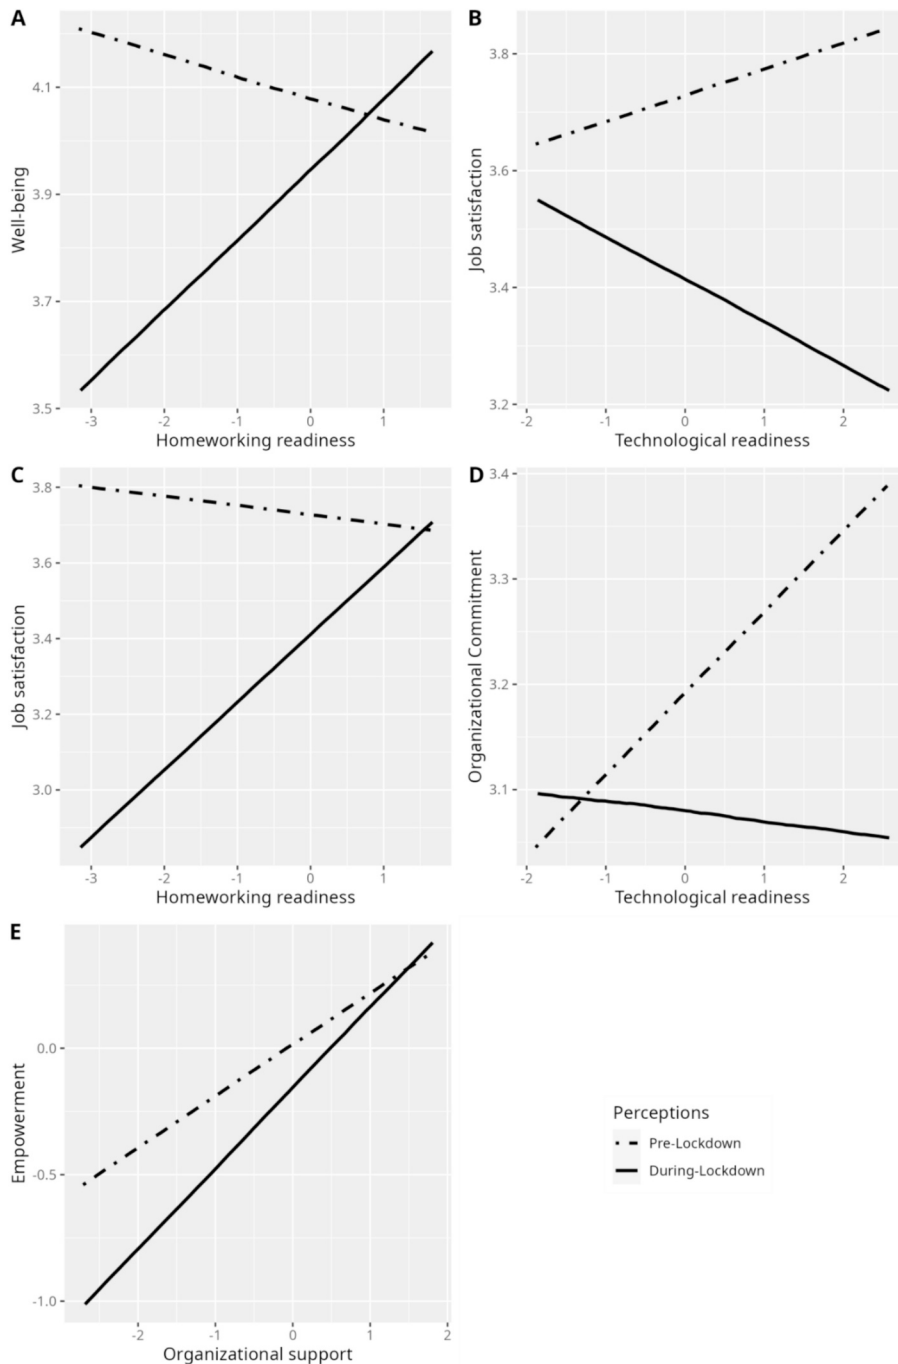 A
Well-being
4.1
3.9
3.7
3.5
-3 -2 -1 0 1
Homeworking readiness
B
Job satisfaction
3.8
3.6
3.4
3.2
-2 -1 0 1 2
Technological readiness
C
Job satisfaction
3.8
3.6
3.4
3.2
3.0
-3 -2 -1 0 1
Homeworking readiness
D
Organizational Commitment
3.4
3.3
3.2
3.1
-2 -1 0 1 2
Technological readiness
E
Empowerment
0.0
-0.5
-1.0
-2 -1 0 1 2
Organizational support
Perceptions
Pre-Lockdown
During-Lockdown